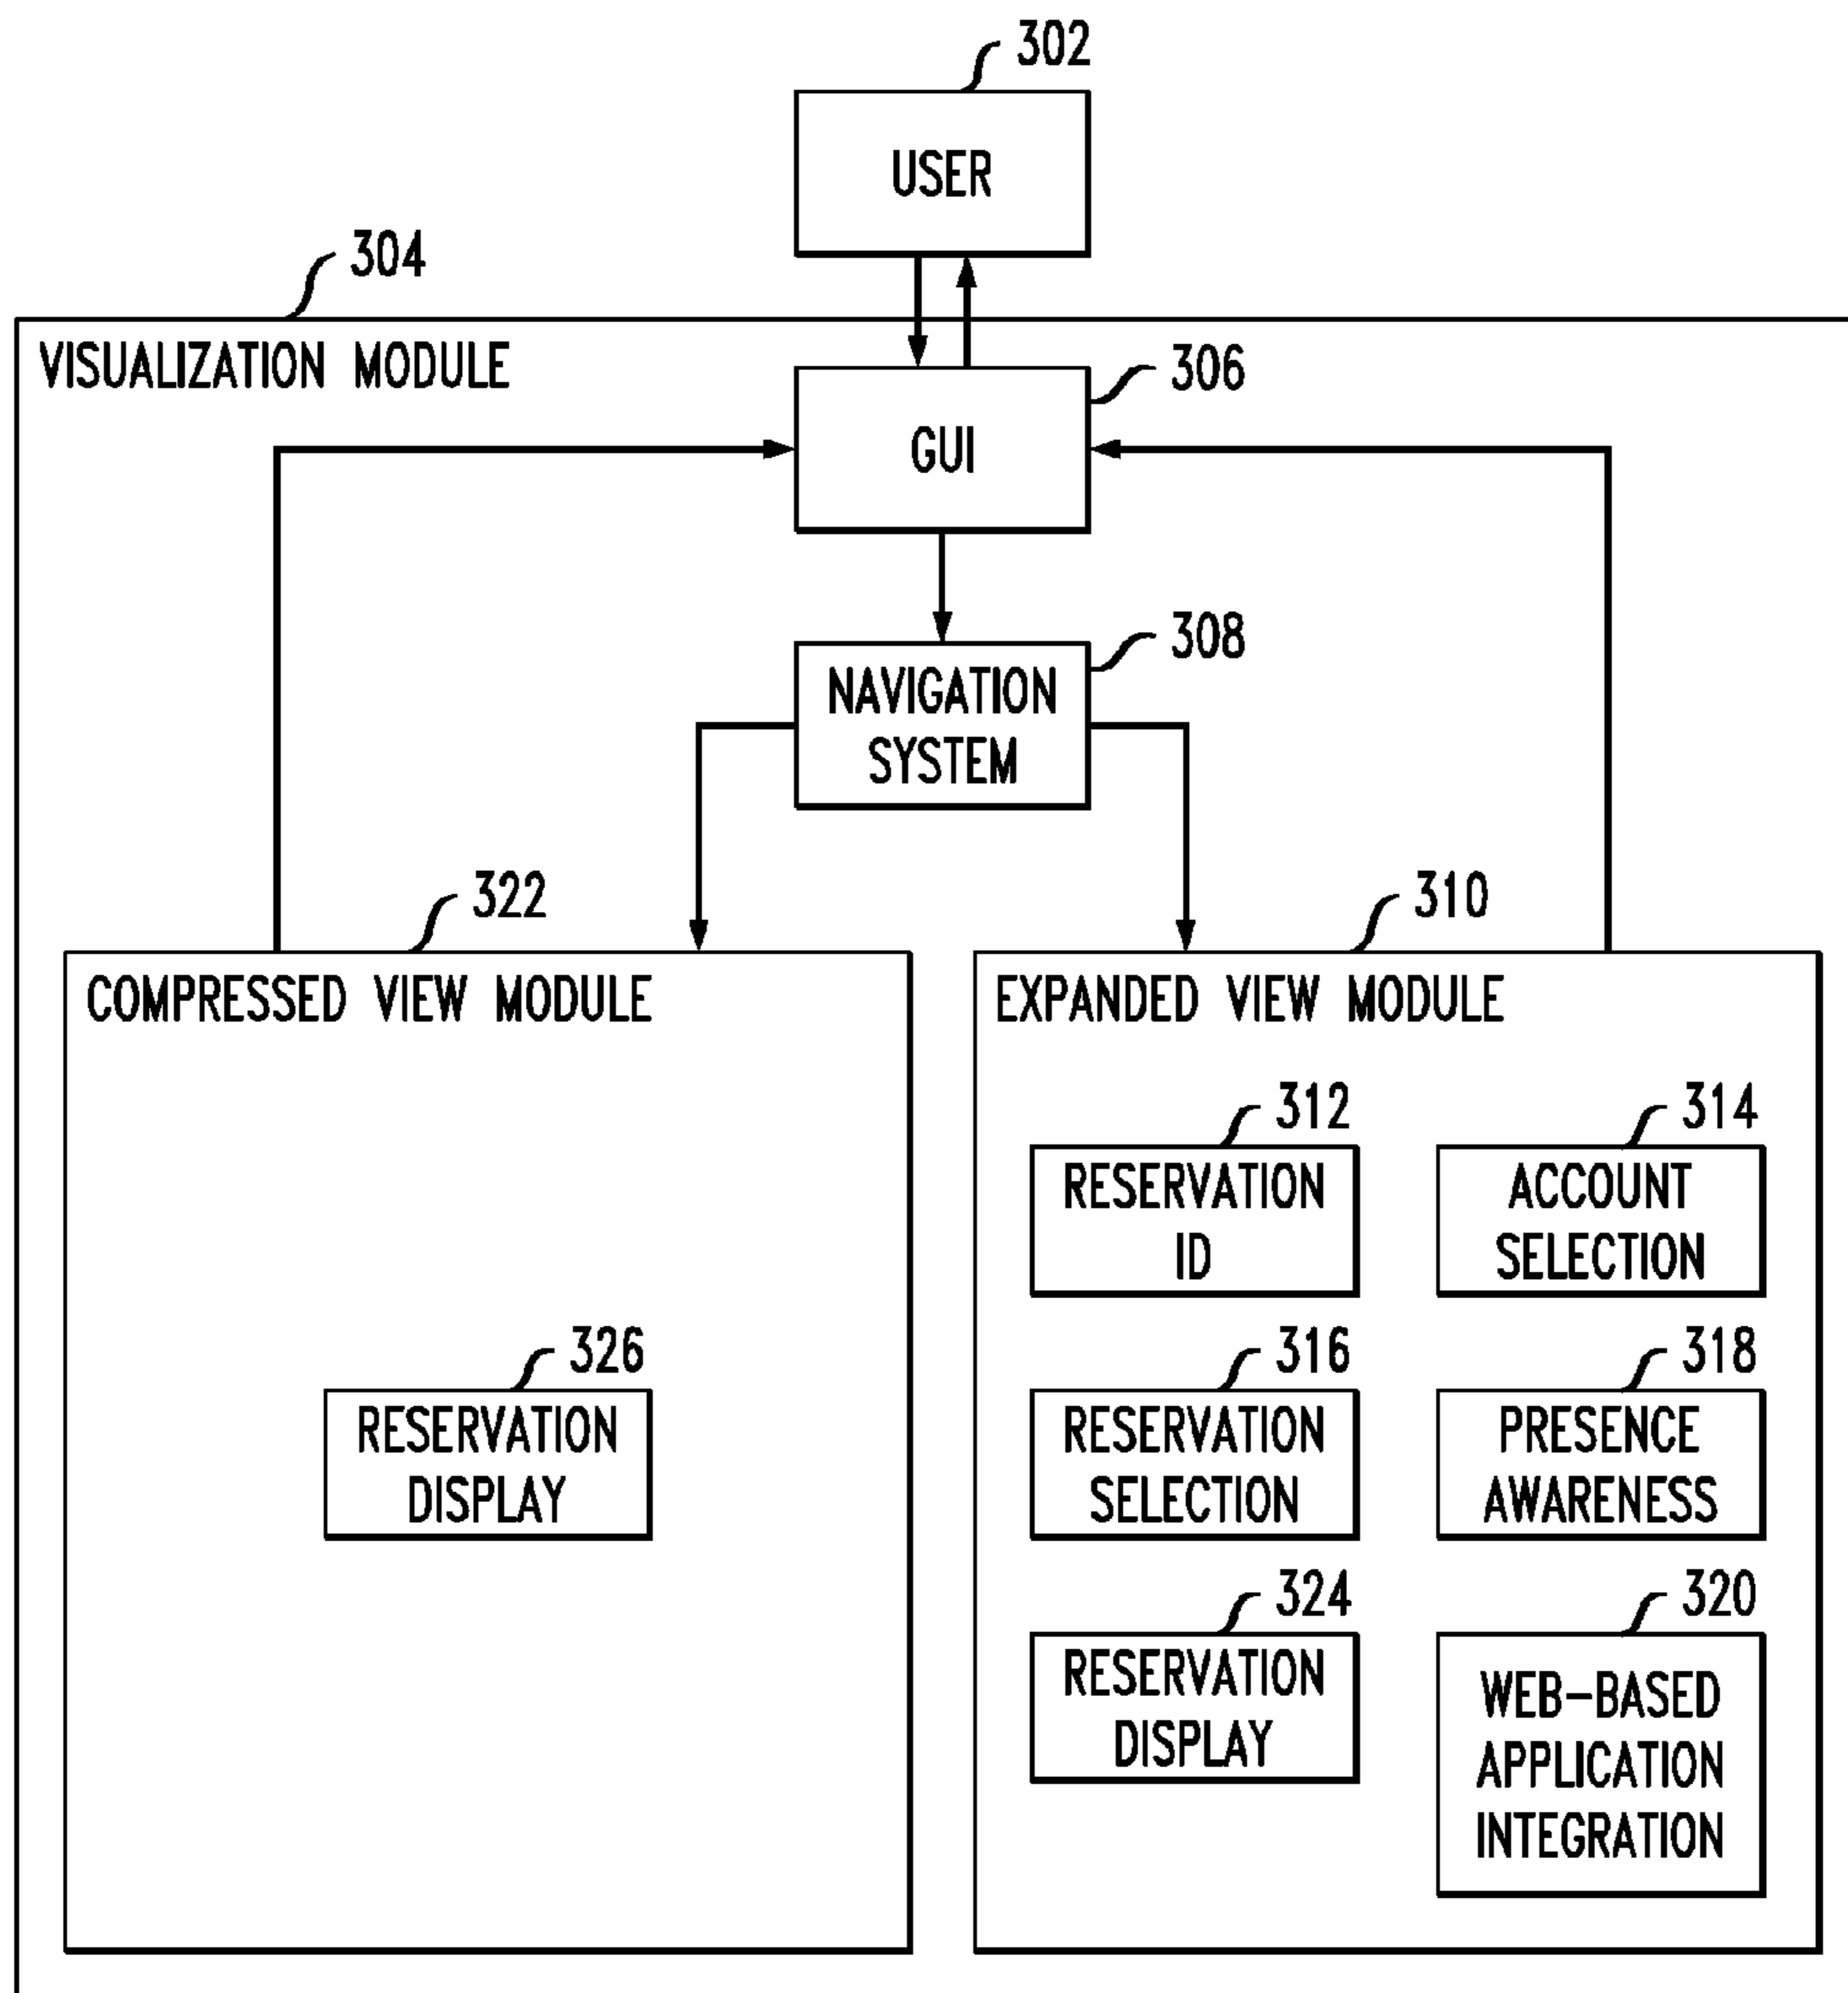 302
USER
304
VISUALIZATION MODULE
306
GUI
308
NAVIGATION
SYSTEM
322
COMPRESSED VIEW MODULE
326
RESERVATION
DISPLAY
310
EXPANDED VIEW MODULE
312
RESERVATION
ID
314
ACCOUNT
SELECTION
316
RESERVATION
SELECTION
318
PRESENCE
AWARENESS
324
RESERVATION
DISPLAY
320
WEB-BASED
APPLICATION
INTEGRATION